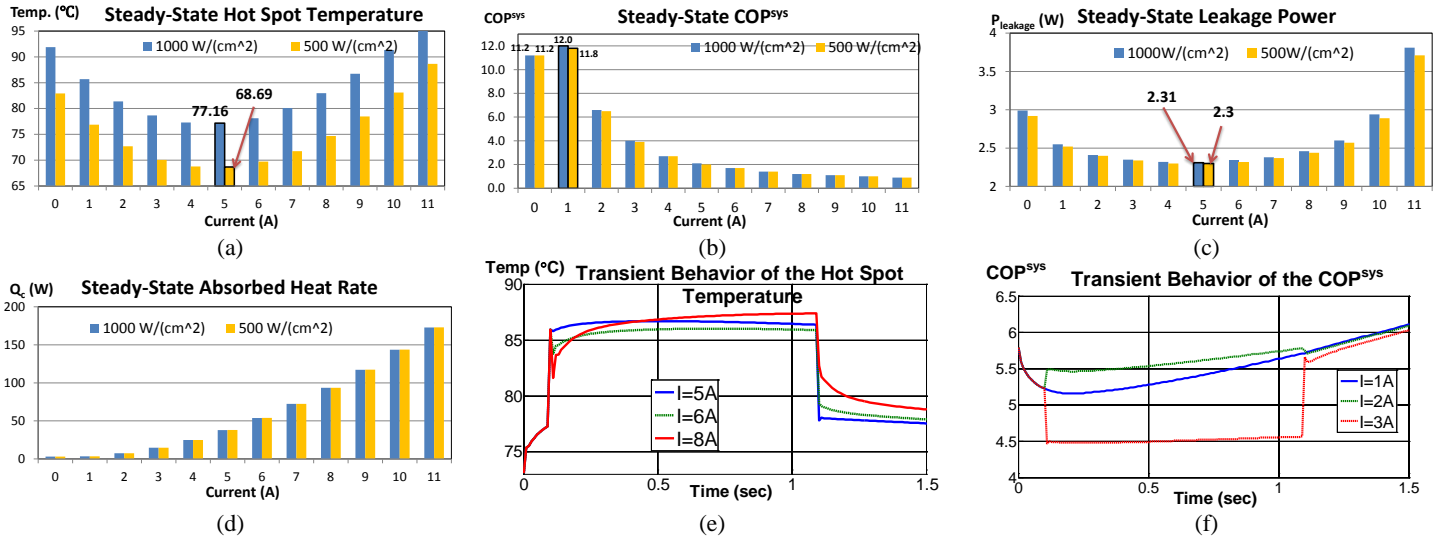 Temp. (°C) Steady-State Hot Spot Temperature
95
90
85
80
75
70
65
1000 W/(cm^2) 500 W/(cm^2)
77.16 68.69
0 1 2 3 4 5 6 7 8 9 10 11
Current (A)
(a)
COPsys Steady-State COPsys
12.0
10.0
8.0
6.0
4.0
2.0
0.0
11.2 11.2 12.0 11.8
1000 W/(cm^2) 500 W/(cm^2)
0 1 2 3 4 5 6 7 8 9 10 11
Current (A)
(b)
Pleakage (W) Steady-State Leakage Power
4
3.5
3
2.5
2
1000W/(cm^2) 500W/(cm^2)
2.31 2.3
0 1 2 3 4 5 6 7 8 9 10 11
Current (A)
(c)
Qc (W) Steady-State Absorbed Heat Rate
200
150
100
50
0
1000 W/(cm^2) 500 W/(cm^2)
0 1 2 3 4 5 6 7 8 9 10 11
Current (A)
(d)
Temp (°C) Transient Behavior of the Hot Spot
Temperature
90
85
80
75
I=5A
I=6A
I=8A
0 0.5 1 1.5
Time (sec)
(e)
COPsys Transient Behavior of the COPsys
6.5
6
5.5
5
4.5
4
I=1A
I=2A
I=3A
0 0.5 1 1.5
Time (sec)
(f)